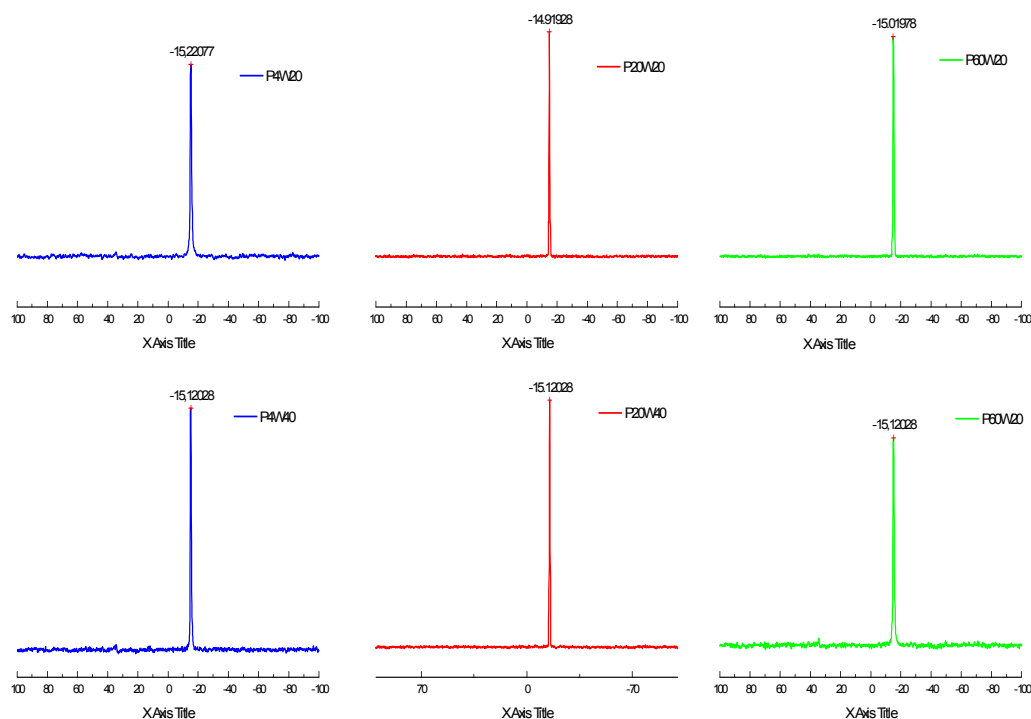 -15,22077
P4W20
100 80 60 40 20 0 -20 -40 -60 -80 -100
X Axis Title
-14.91928
P20W20
100 80 60 40 20 0 -20 -40 -60 -80 -100
X Axis Title
-15.01978
P60W20
100 80 60 40 20 0 -20 -40 -60 -80 -100
X Axis Title
-15,12028
P4W40
100 80 60 40 20 0 -20 -40 -60 -80 -100
X Axis Title
-15.12028
P20W40
70 0 -70
X Axis Title
-15,12028
P60W20
100 80 60 40 20 0 -20 -40 -60 -80 -100
X Axis Title